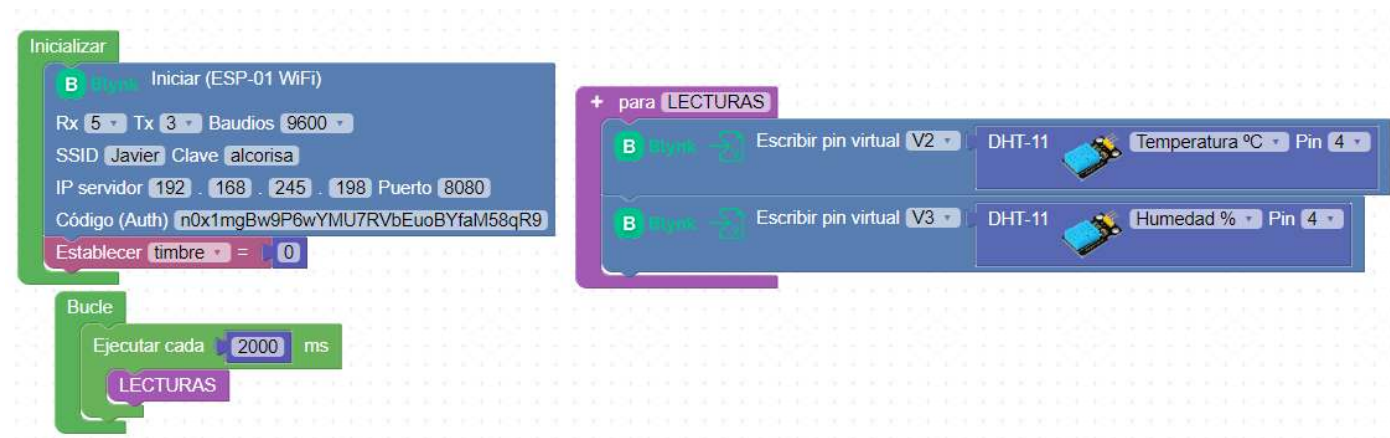 Inicializar
B Blynk Iniciar (ESP-01 WiFi)
Rx 5 Tx 3 Baudios 9600
SSID Javier Clave alcorisa
IP servidor 192 . 168 . 245 . 198 Puerto 8080
Código (Auth) n0x1mgBw9P6wYMU7RVbEuoBYfaM58qR9
Establecer timbre = 0
Bucle
Ejecutar cada 2000 ms
LECTURAS
+ para LECTURAS
B Blynk Escribir pin virtual V2 DHT-11 Temperatura ºC Pin 4
B Blynk Escribir pin virtual V3 DHT-11 Humedad % Pin 4